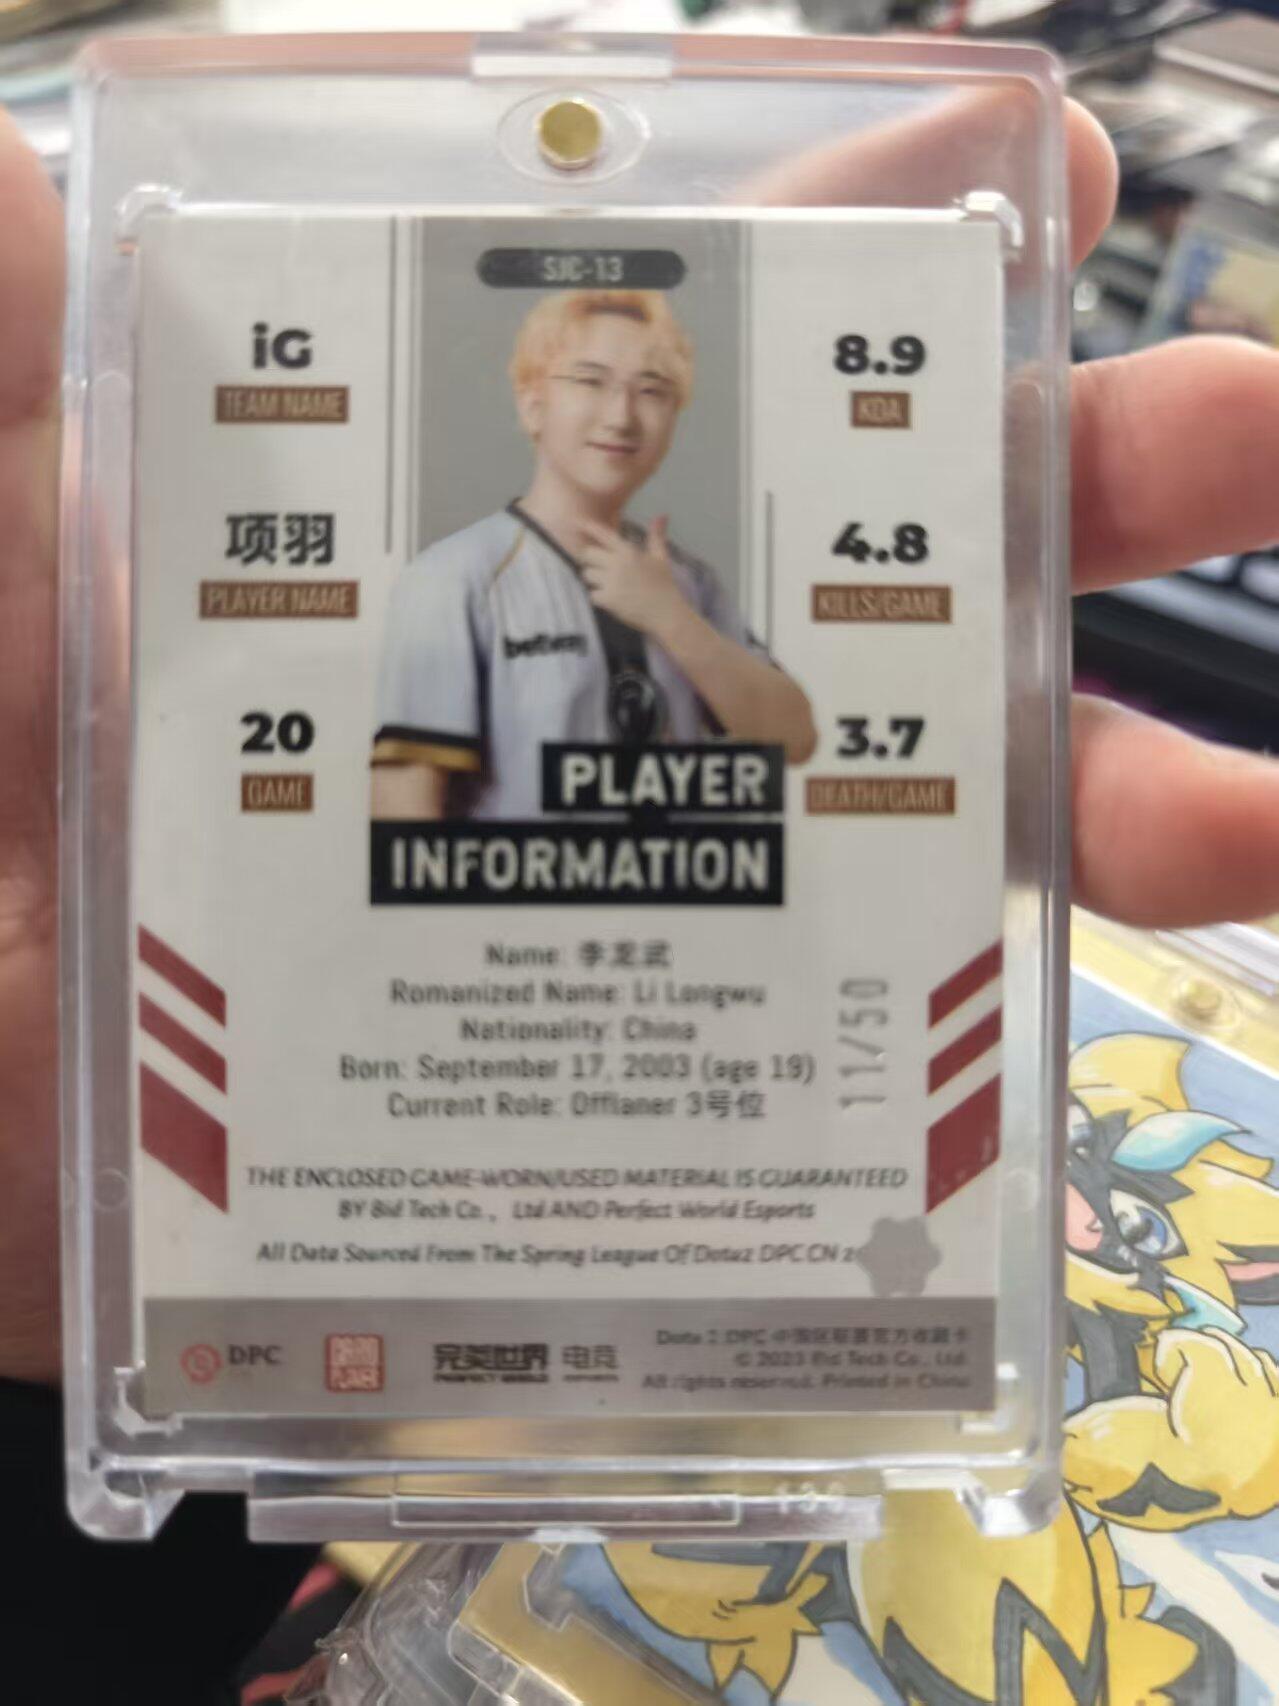 SJC-13
iG
TEAM NAME
项羽
PLAYER NAME
20
GAME
8.9
KDA
4.8
KILLS/GAME
3.7
DEATH/GAME
betway
PLAYER
INFORMATION
Name: 李龙武
Romanized Name: Li Longwu
Nationality: China
Born: September 17, 2003 (age 19)
Current Role: Offlaner 3号位
11/50
THE ENCLOSED GAME-WORN/USED MATERIAL IS GUARANTEED
BY Bid Tech Co., Ltd AND Perfect World Esports
All Data Sourced From The Spring League Of Dota2 DPC CN
DPC
完美世界 电竞
PERFECT WORLD ESPORTS
Dota 2 DPC 中国区联赛官方收藏卡
© 2023 Bid Tech Co., Ltd.
All rights reserved. Printed in China